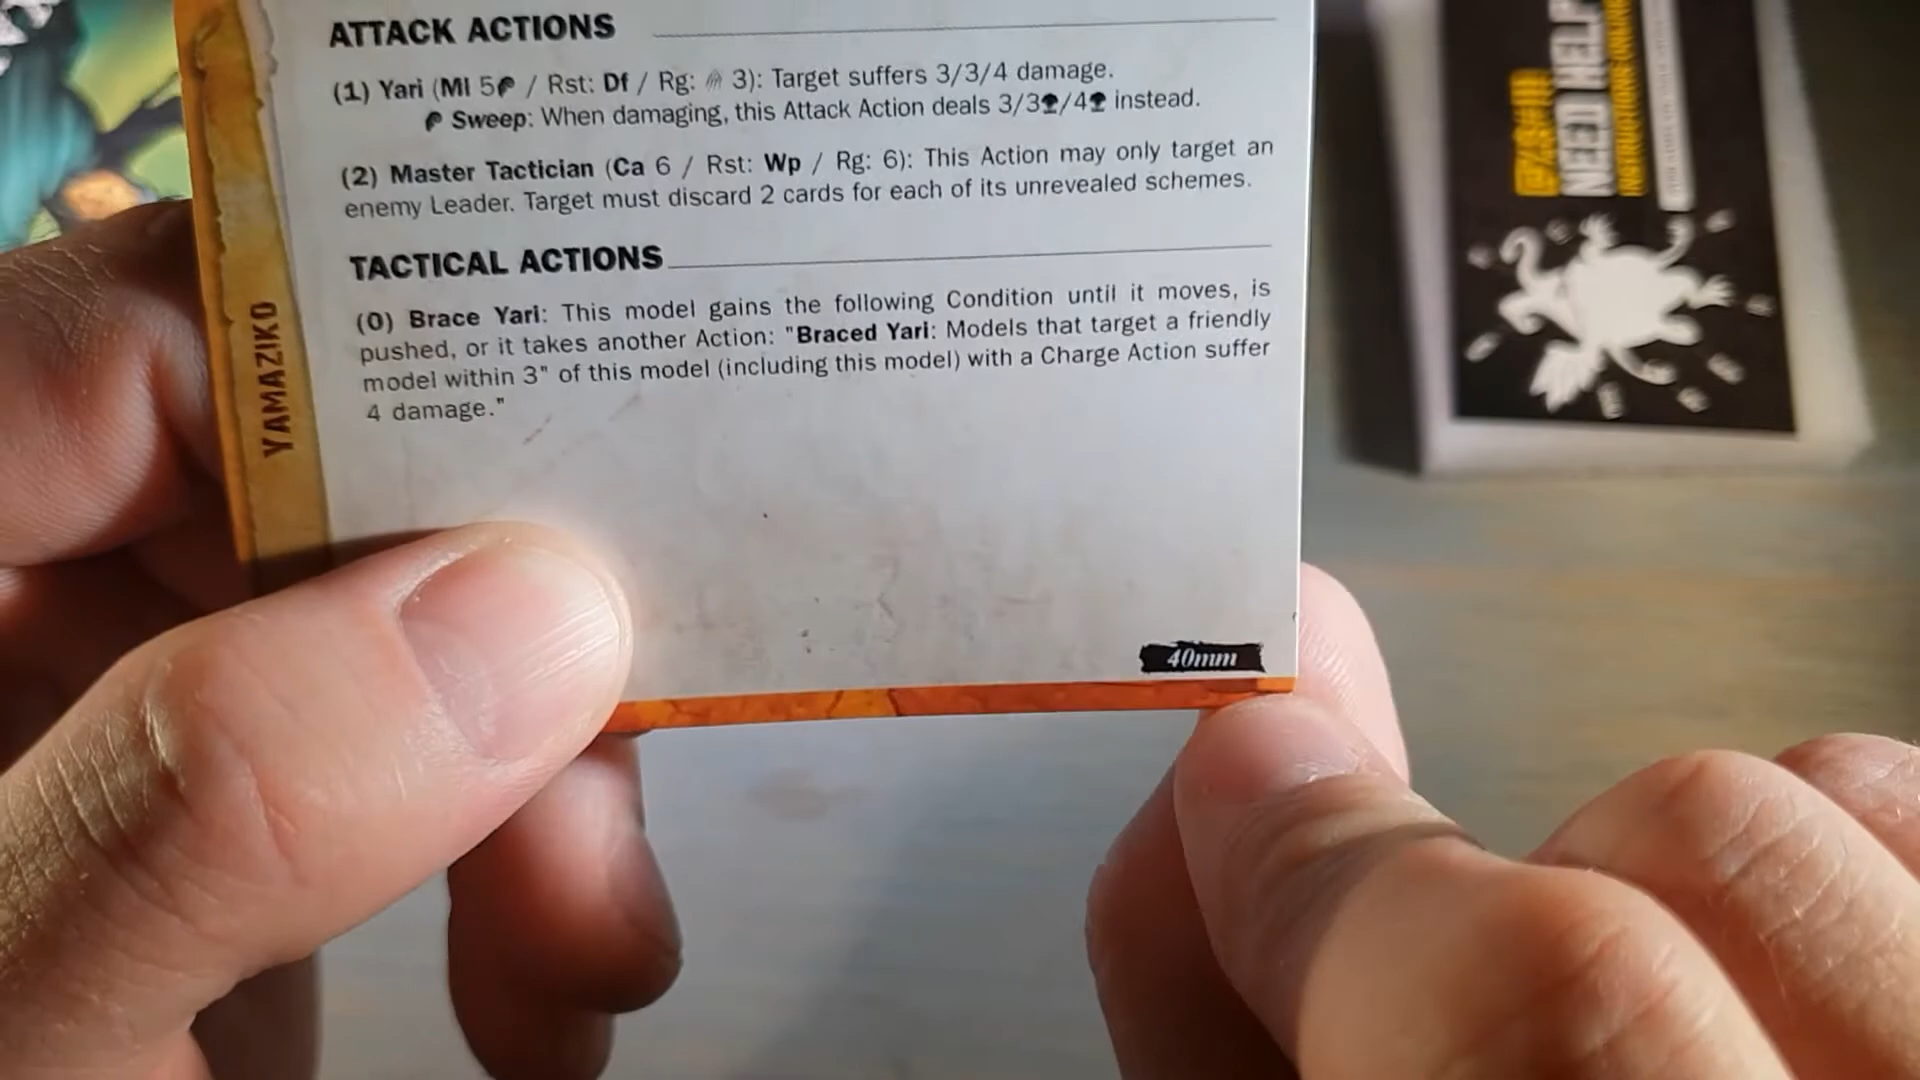 ATTACK ACTIONS
(1) Yari (Ml 5 / Rst: Df / Rg: 3): Target suffers 3/3/4 damage.
Sweep: When damaging, this Attack Action deals 3/3/4 instead.
(2) Master Tactician (Ca 6 / Rst: Wp / Rg: 6): This Action may only target an
enemy Leader. Target must discard 2 cards for each of its unrevealed schemes.
TACTICAL ACTIONS
(0) Brace Yari: This model gains the following Condition until it moves, is
pushed, or it takes another Action: "Braced Yari: Models that target a friendly
model within 3" of this model (including this model) with a Charge Action suffer
4 damage."
40mm
YAMAZIKO
NEED HELP